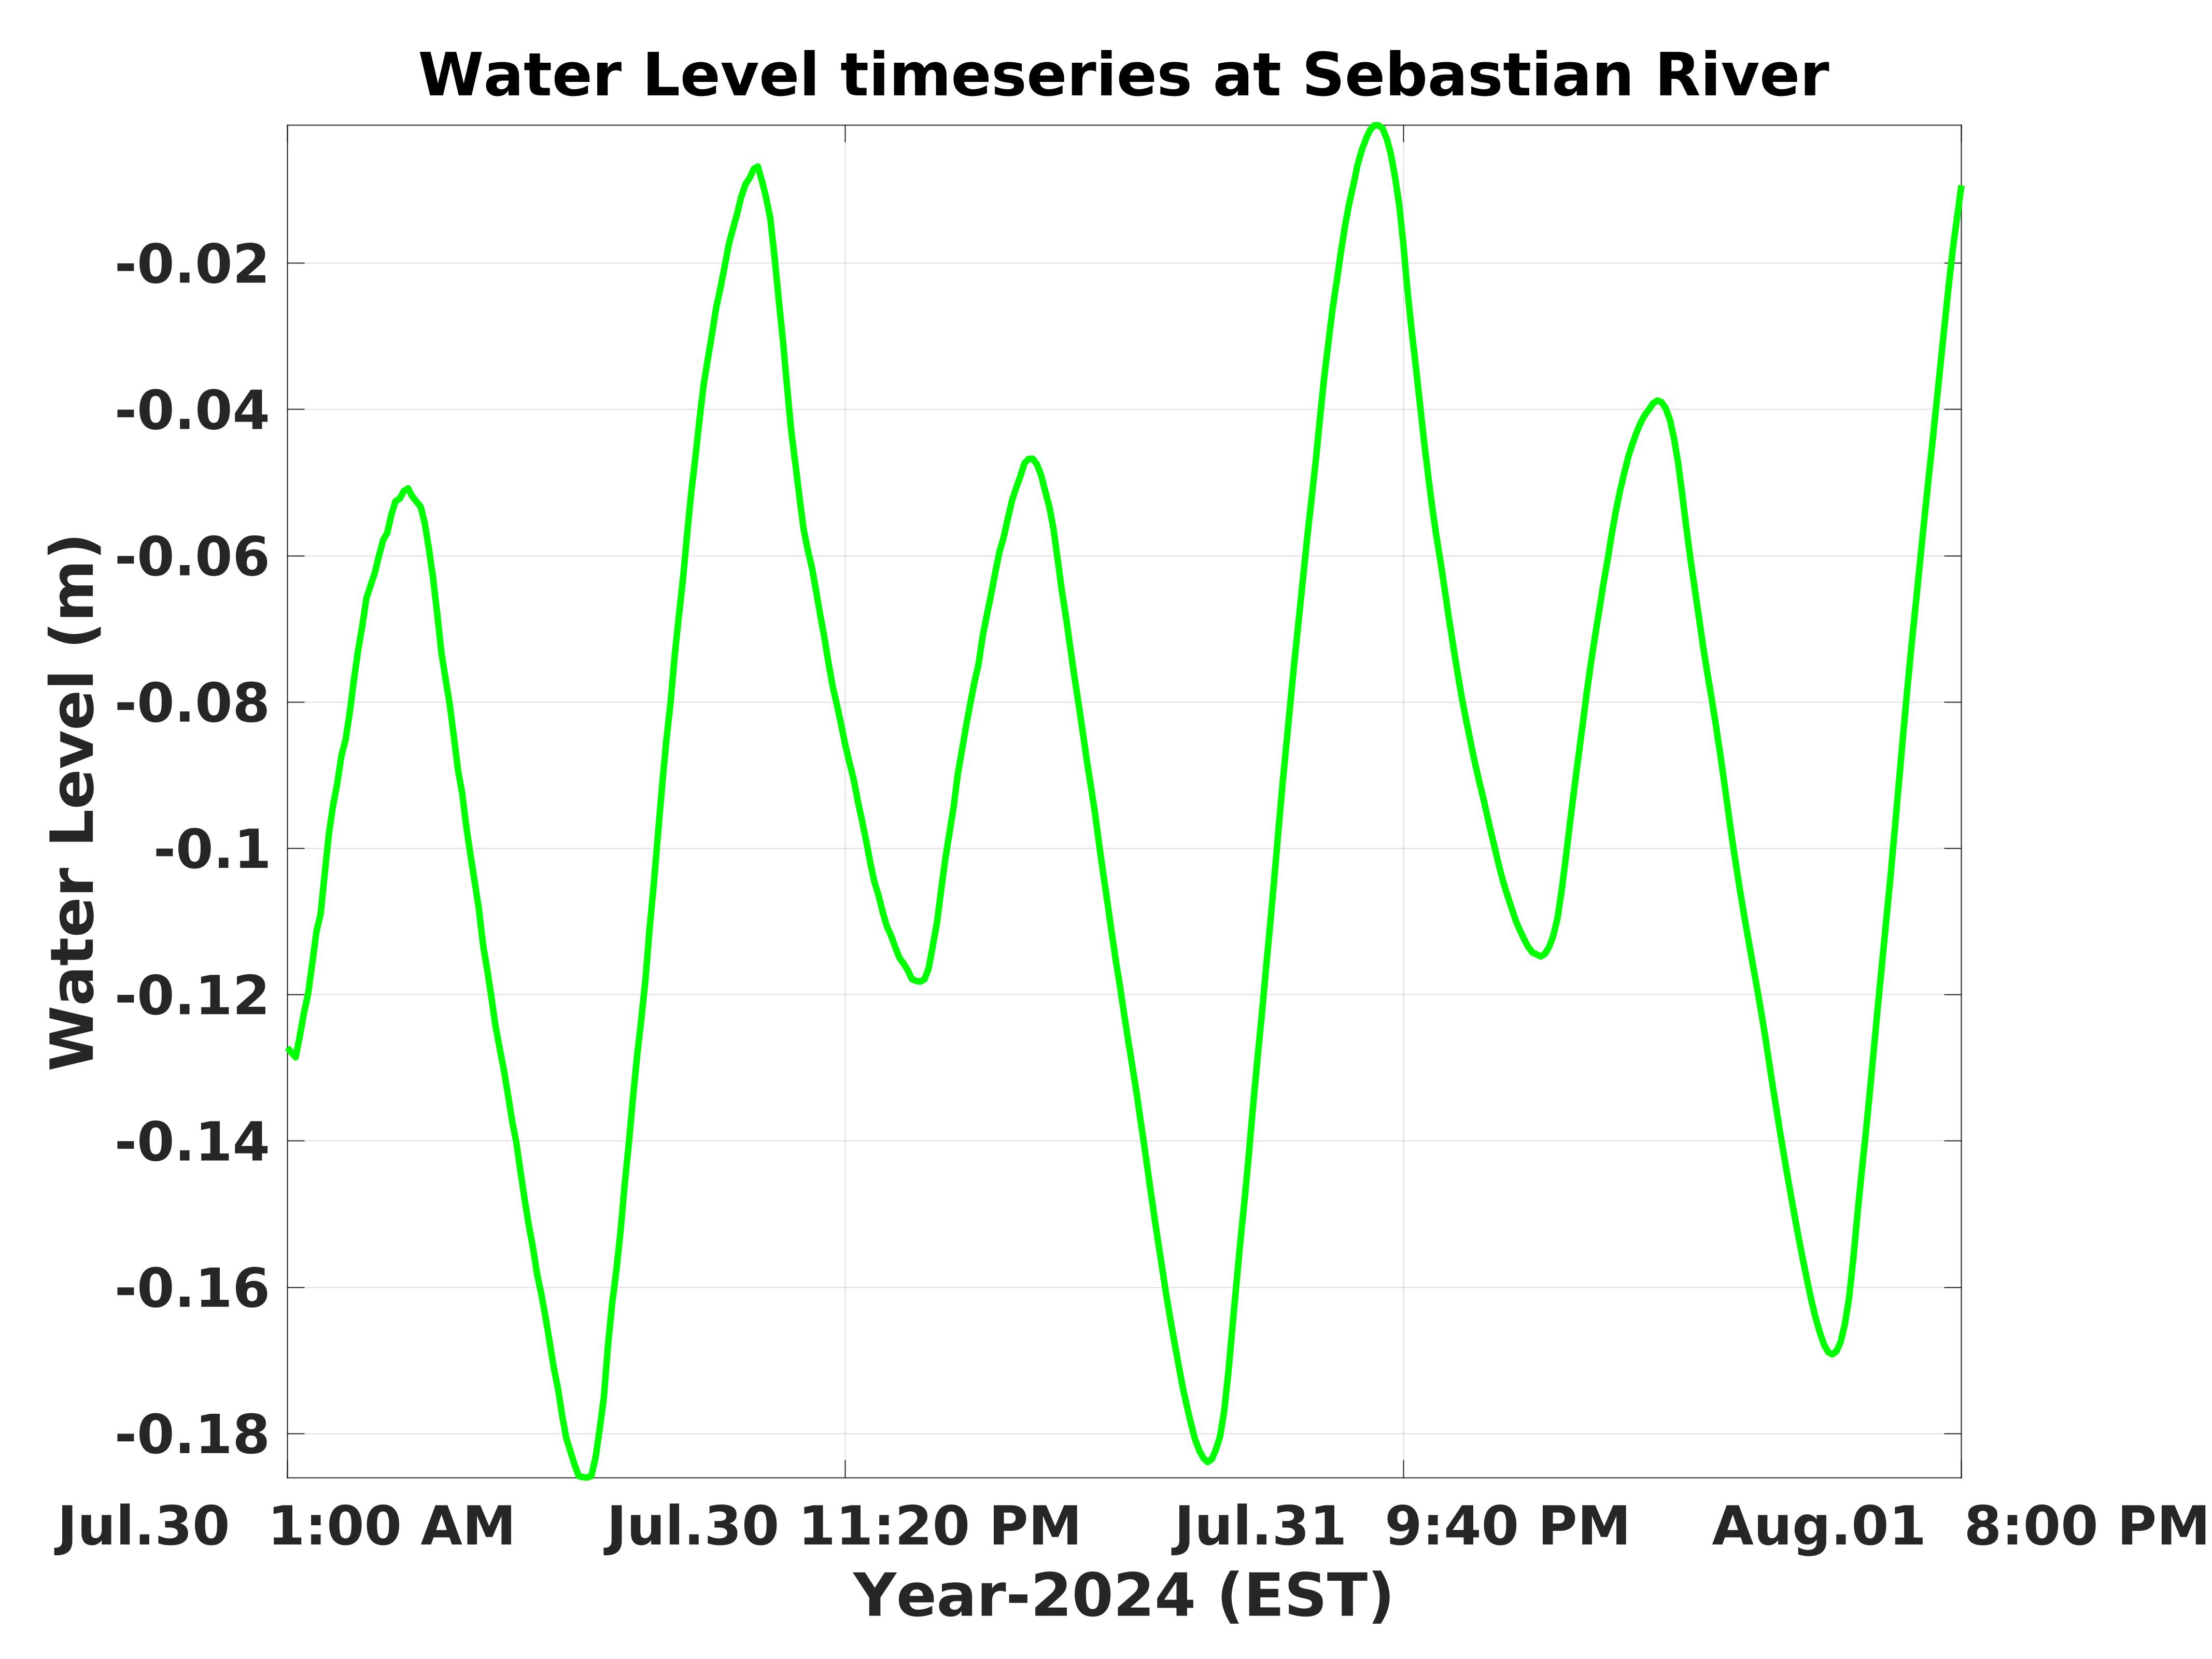 Water Level timeseries at Sebastian River
Water Level (m)
-0.02
-0.04
-0.06
-0.08
-0.1
-0.12
-0.14
-0.16
-0.18
Jul.30 1:00 AM
Jul.30 11:20 PM
Jul.31 9:40 PM
Aug.01 8:00 PM
Year-2024 (EST)